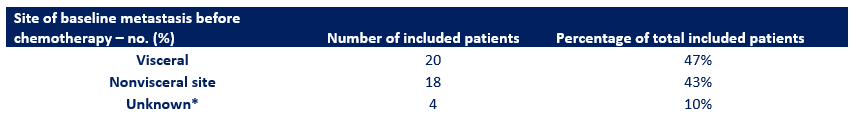 Site of baseline metastasis before
chemotherapy – no. (%) Number of included patients Percentage of total included patients
Visceral 20 47%
Nonvisceral site 18 43%
Unknown* 4 10%